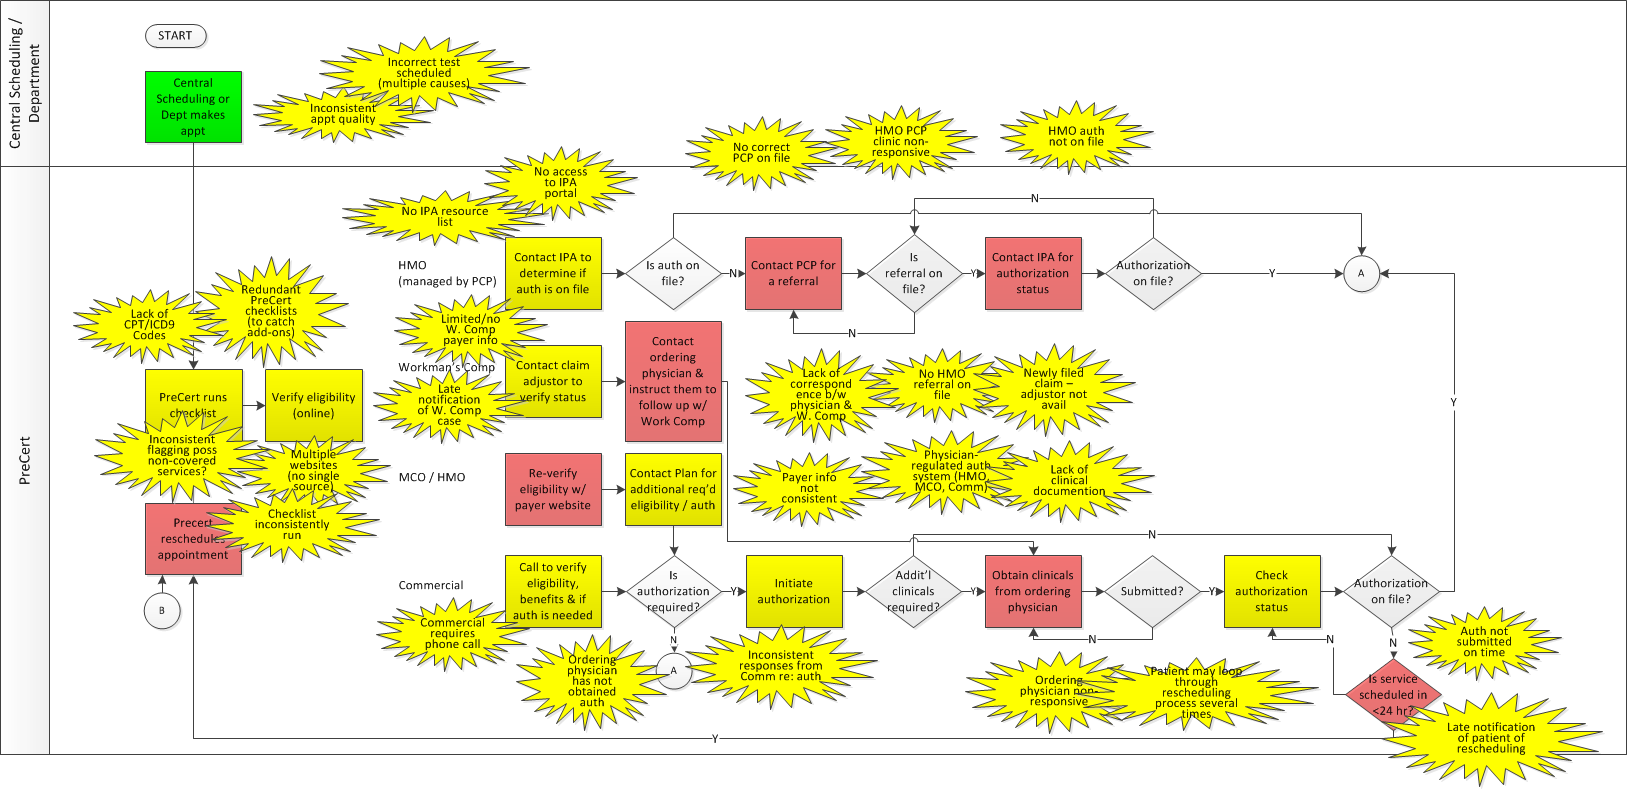 Central Scheduling /
Department
START
Central
Scheduling or
Dept makes
appt
Incorrect test
scheduled
(multiple causes)
Inconsistent
appt quality
No correct
PCP on file
HMO PCP
clinic non-
responsive
HMO auth
not on file
PreCert
No access
to IPA
portal
No IPA resource
list
N
HMO
(managed by PCP)
Contact IPA to
determine if
auth is on file
Is auth on
file?
N
Contact PCP for
a referral
Is
referral on
file?
Y
Contact IPA for
authorization
status
Authorization
on file?
Y
A
N
Lack of
CPT/ICD9
Codes
Redundant
PreCert
checklists
(to catch
add-ons)
Limited/no
W. Comp
payer info
Workman's Comp
Contact claim
adjustor to
verify status
Contact
ordering
physician &
instruct them to
follow up w/
Work Comp
Late
notification
of W. Comp
case
Lack of
correspond
ence b/w
physician &
W. Comp
No HMO
referral on
file
Newly filed
claim –
adjustor not
avail
Y
PreCert runs
checklist
Verify eligibility
(online)
Inconsistent
flagging poss
non-covered
services?
Multiple
websites
(no single
source)
MCO / HMO
Re-verify
eligibility w/
payer website
Contact Plan for
additional req'd
eligibility / auth
Payer info
not
consistent
Physician-
regulated auth
system (HMO,
MCO, Comm)
Lack of
clinical
documention
Precert
reschedules
appointment
Checklist
inconsistently
run
B
N
Commercial
Call to verify
eligibility,
benefits & if
auth is needed
Is
authorization
required?
Y
Initiate
authorization
Addit'l
clinicals
required?
Y
Obtain clinicals
from ordering
physician
Submitted?
Y
Check
authorization
status
Authorization
on file?
N
N
N
N
Commercial
requires
phone call
Ordering
physician
has not
obtained
auth
A
Inconsistent
responses from
Comm re: auth
Ordering
physician non-
responsive
Patient may loop
through
rescheduling
process several
times
Auth not
submitted
on time
Is service
scheduled in
<24 hr?
Late notification
of patient of
rescheduling
Y